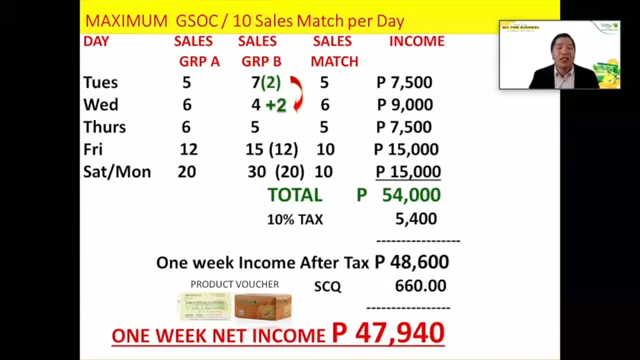 MAXIMUM GSOC / 10 Sales Match per Day
DAY SALES SALES SALES INCOME
GRP A GRP B MATCH
Tues 5 7(2) 5 P 7,500
Wed 6 4 +2 6 P 9,000
Thurs 6 5 5 P 7,500
Fri 12 15 (12) 10 P 15,000
Sat/Mon 20 30 (20) 10 P 15,000
TOTAL P 54,000
10% TAX 5,400
-----------------
One week Income After Tax P 48,600
PRODUCT VOUCHER SCQ 660.00
-----------------
ONE WEEK NET INCOME P 47,940